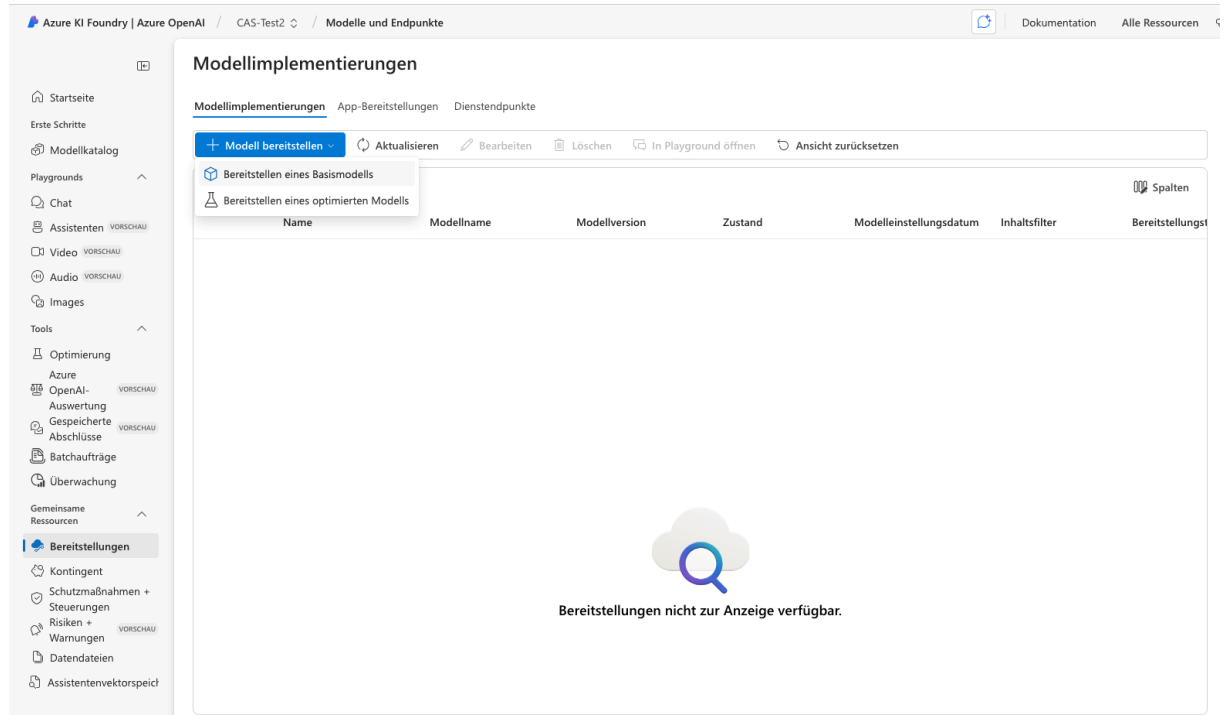 Azure KI Foundry | Azure OpenAI / CAS-Test2 / Modelle und Endpunkte
Dokumentation
Alle Ressourcen
Startseite
Erste Schritte
Modellkatalog
Playgrounds
Chat
Assistenten VORSCHAU
Video VORSCHAU
Audio VORSCHAU
Images
Tools
Optimierung
Azure
OpenAI- VORSCHAU
Auswertung
Gespeicherte
Abschlüsse VORSCHAU
Batchaufträge
Überwachung
Gemeinsame
Ressourcen
Bereitstellungen
Kontingent
Schutzmaßnahmen +
Steuerungen
Risiken +
Warnungen VORSCHAU
Datendateien
Assistentenvektorspeich
Modellimplementierungen
Modellimplementierungen App-Bereitstellungen Dienstendpunkte
+ Modell bereitstellen Aktualisieren Bearbeiten Löschen In Playground öffnen Ansicht zurücksetzen
Bereitstellen eines Basismodells
Bereitstellen eines optimierten Modells
Spalten
Name Modellname Modellversion Zustand Modelleinstellungsdatum Inhaltsfilter Bereitstellungst
Bereitstellungen nicht zur Anzeige verfügbar.